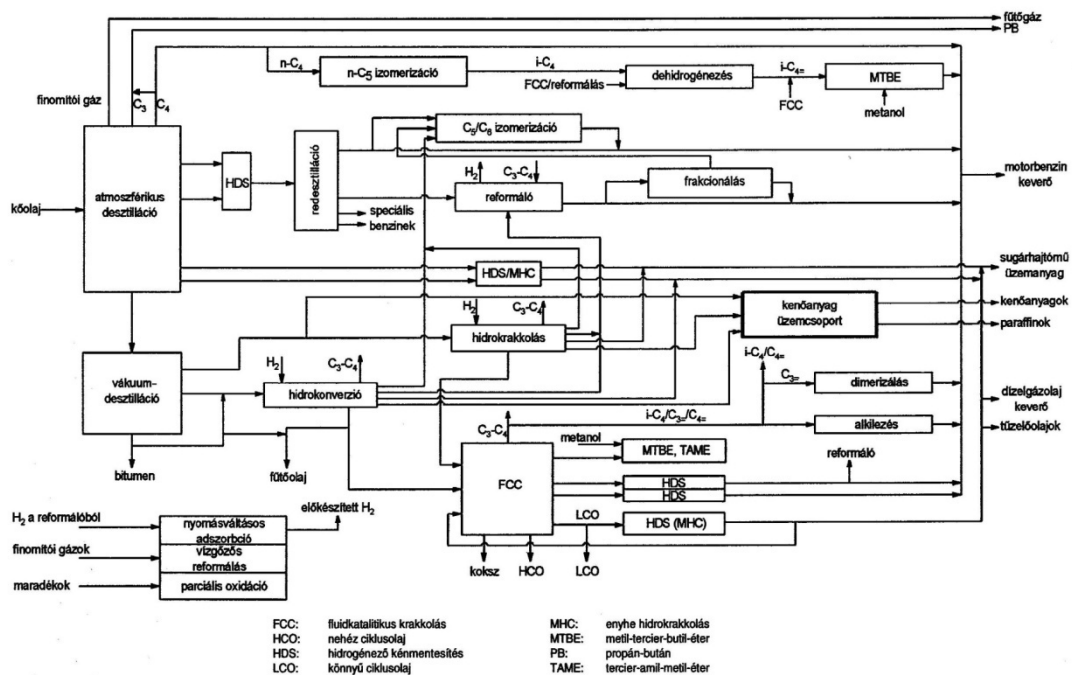 fűtőgáz
PB
n-C4
n-C5 izomerizáció
i-C4
FCC/reformálás
dehidrogénezés
i-C4=
FCC
MTBE
metanol
finomítói gáz
C3
C4
C5/C6 izomerizáció
kőolaj
atmoszférikus
desztilláció
HDS
redesztilláció
H2
C3-C4
reformáló
frakcionálás
speciális
benzinek
motorbenzin
keverő
HDS/MHC
sugárhajtómű
üzemanyag
H2
C3-C4
hidrokrakkolás
kenőanyag
üzemcsoport
kenőanyagok
paraffinok
vákuum-
desztilláció
H2
C3-C4
hidrokonverzió
i-C4/C4=
C3=
dimerizálás
dízelgázolaj
keverő
i-C4/C3=/C4=
alkilezés
tüzelőolajok
C3-C4
metanol
MTBE, TAME
reformáló
bitumen
fűtőolaj
FCC
HDS
HDS
előkészített H2
LCO
HDS (MHC)
H2 a reformálóból
nyomásváltásos
adszorbció
finomítói gázok
vízgőzös
reformálás
maradékok
parciális oxidáció
koksz
HCO
LCO
FCC: fluidkatalitikus krakkolás
HCO: nehéz ciklusolaj
HDS: hidrogénező kénmentesítés
LCO: könnyű ciklusolaj
MHC: enyhe hidrokrakkolás
MTBE: metil-tercier-butil-éter
PB: propán-bután
TAME: tercier-amil-metil-éter